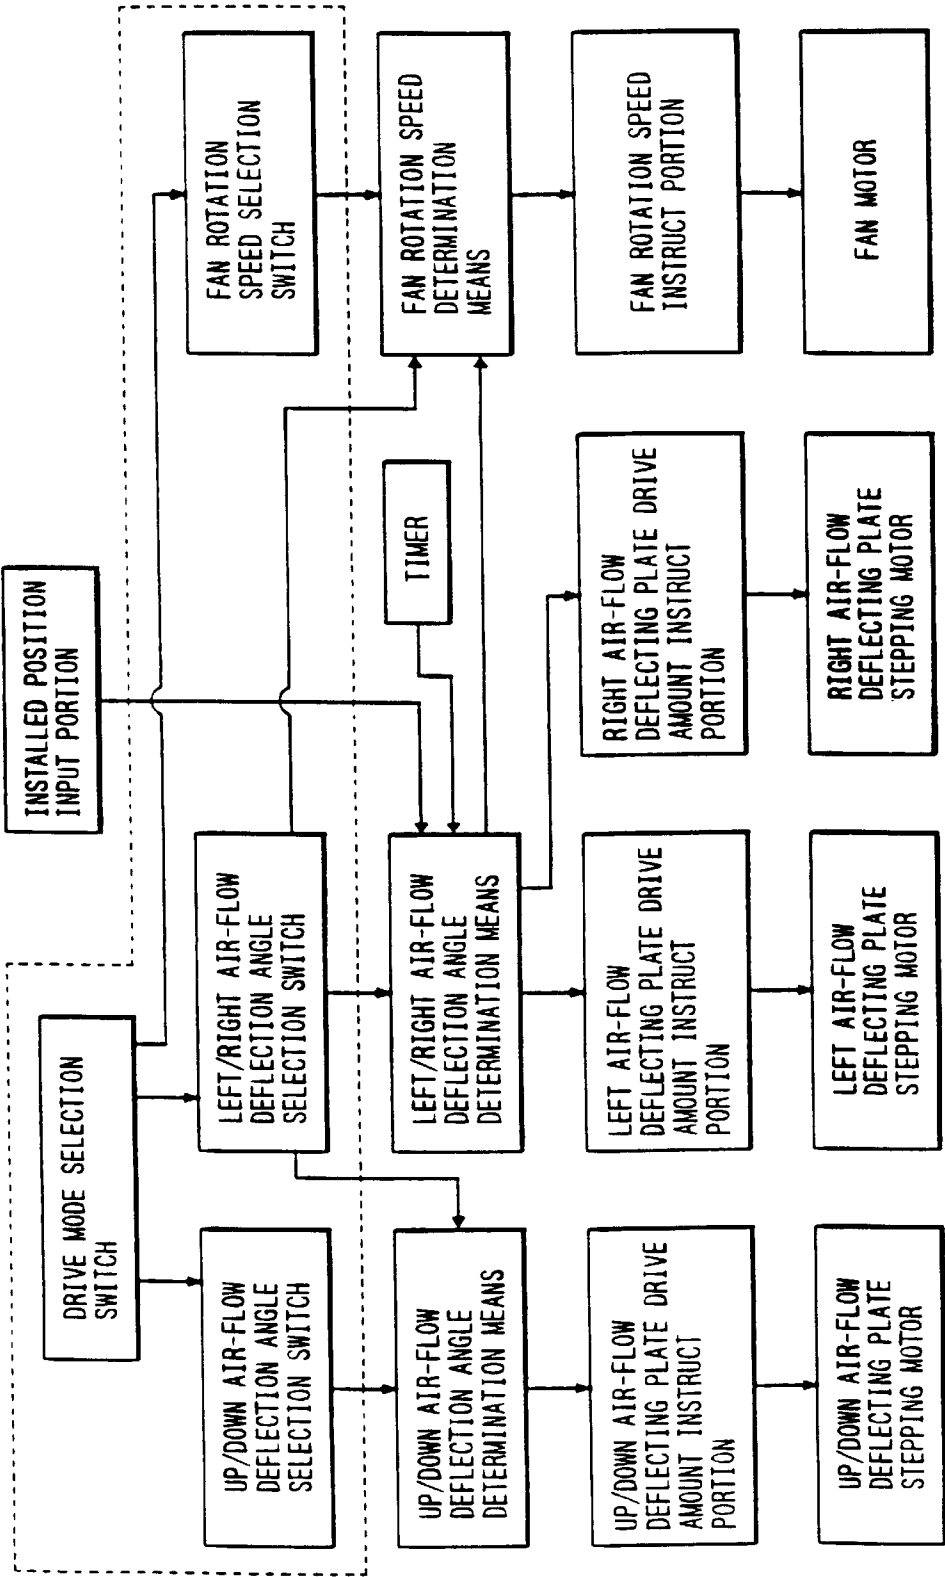 INSTALLED POSITION
INPUT PORTION
DRIVE MODE SELECTION
SWITCH
UP/DOWN AIR-FLOW
DEFLECTION ANGLE
SELECTION SWITCH
LEFT/RIGHT AIR-FLOW
DEFLECTION ANGLE
SELECTION SWITCH
FAN ROTATION
SPEED SELECTION
SWITCH
TIMER
UP/DOWN AIR-FLOW
DEFLECTION ANGLE
DETERMINATION MEANS
LEFT/RIGHT AIR-FLOW
DEFLECTION ANGLE
DETERMINATION MEANS
FAN ROTATION SPEED
DETERMINATION
MEANS
UP/DOWN AIR-FLOW
DEFLECTING PLATE DRIVE
AMOUNT INSTRUCT
PORTION
LEFT AIR-FLOW
DEFLECTING PLATE DRIVE
AMOUNT INSTRUCT
PORTION
RIGHT AIR-FLOW
DEFLECTING PLATE DRIVE
AMOUNT INSTRUCT
PORTION
FAN ROTATION SPEED
INSTRUCT PORTION
UP/DOWN AIR-FLOW
DEFLECTING PLATE
STEPPING MOTOR
LEFT AIR-FLOW
DEFLECTING PLATE
STEPPING MOTOR
RIGHT AIR-FLOW
DEFLECTING PLATE
STEPPING MOTOR
FAN MOTOR